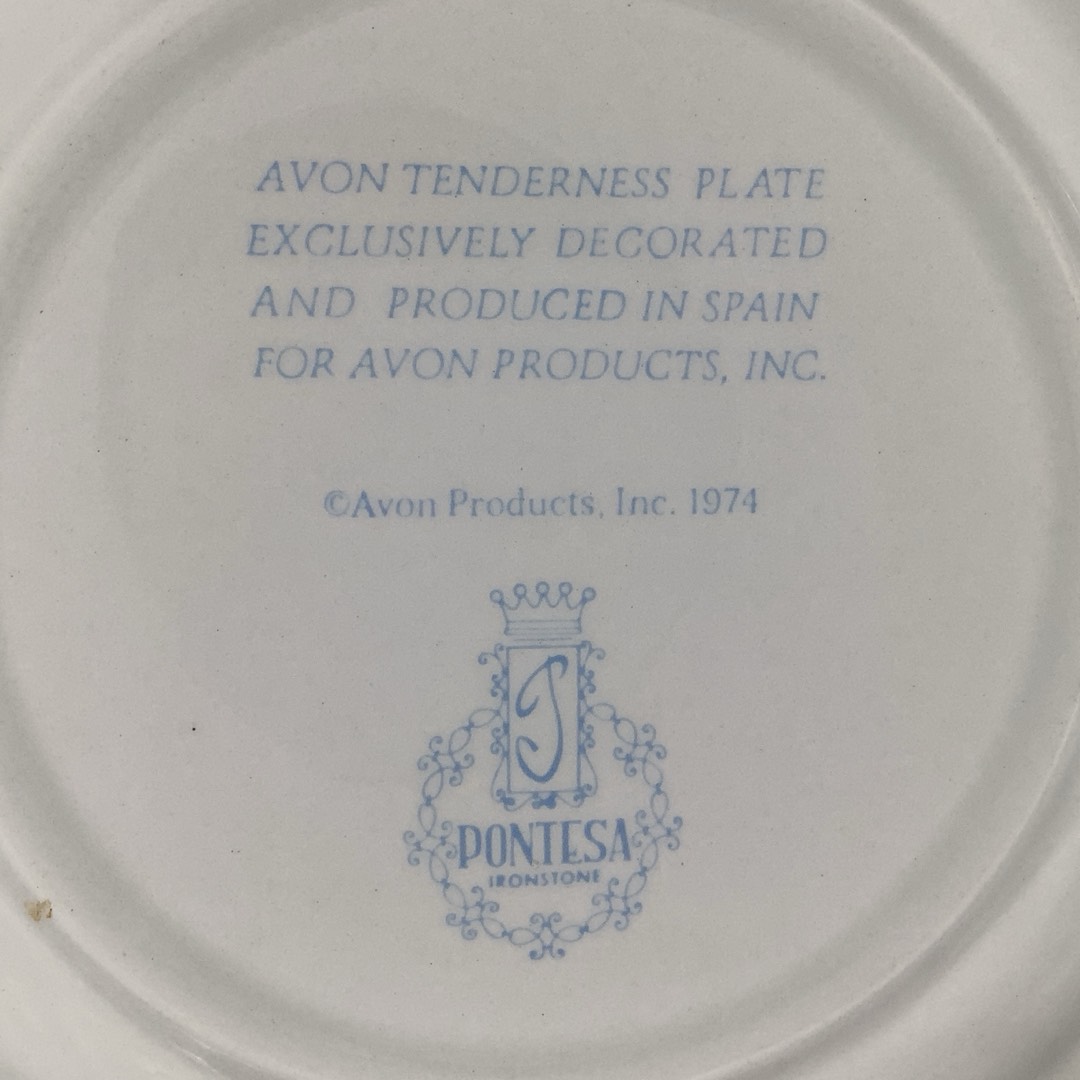 AVON TENDERNESS PLATE
EXCLUSIVELY DECORATED
AND PRODUCED IN SPAIN
FOR AVON PRODUCTS, INC.
©Avon Products, Inc. 1974
P
PONTESA
IRONSTONE